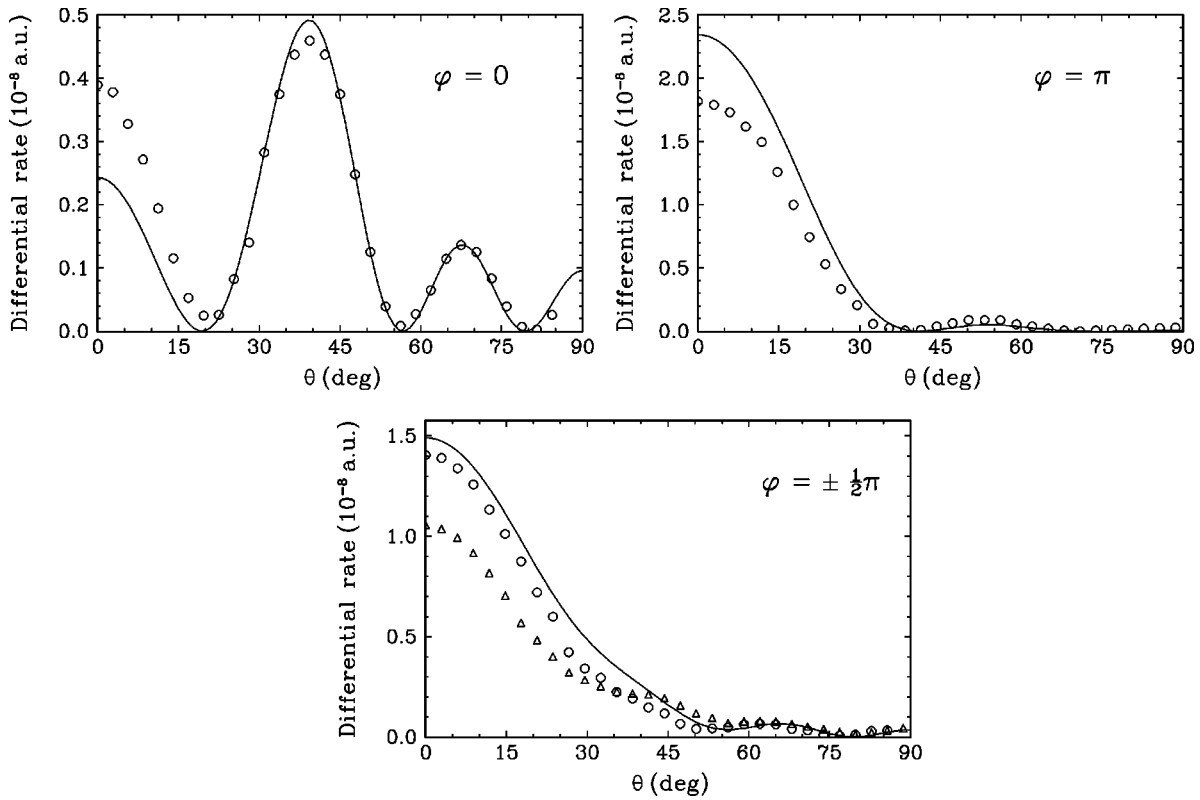 Differential rate (10⁻⁸ a.u.)
0.5
0.4
0.3
0.2
0.1
0.0
φ = 0
0 15 30 45 60 75 90
θ (deg)
Differential rate (10⁻⁸ a.u.)
2.5
2.0
1.5
1.0
0.5
0.0
φ = π
0 15 30 45 60 75 90
θ (deg)
Differential rate (10⁻⁸ a.u.)
1.5
1.0
0.5
0.0
φ = ± ½π
0 15 30 45 60 75 90
θ (deg)